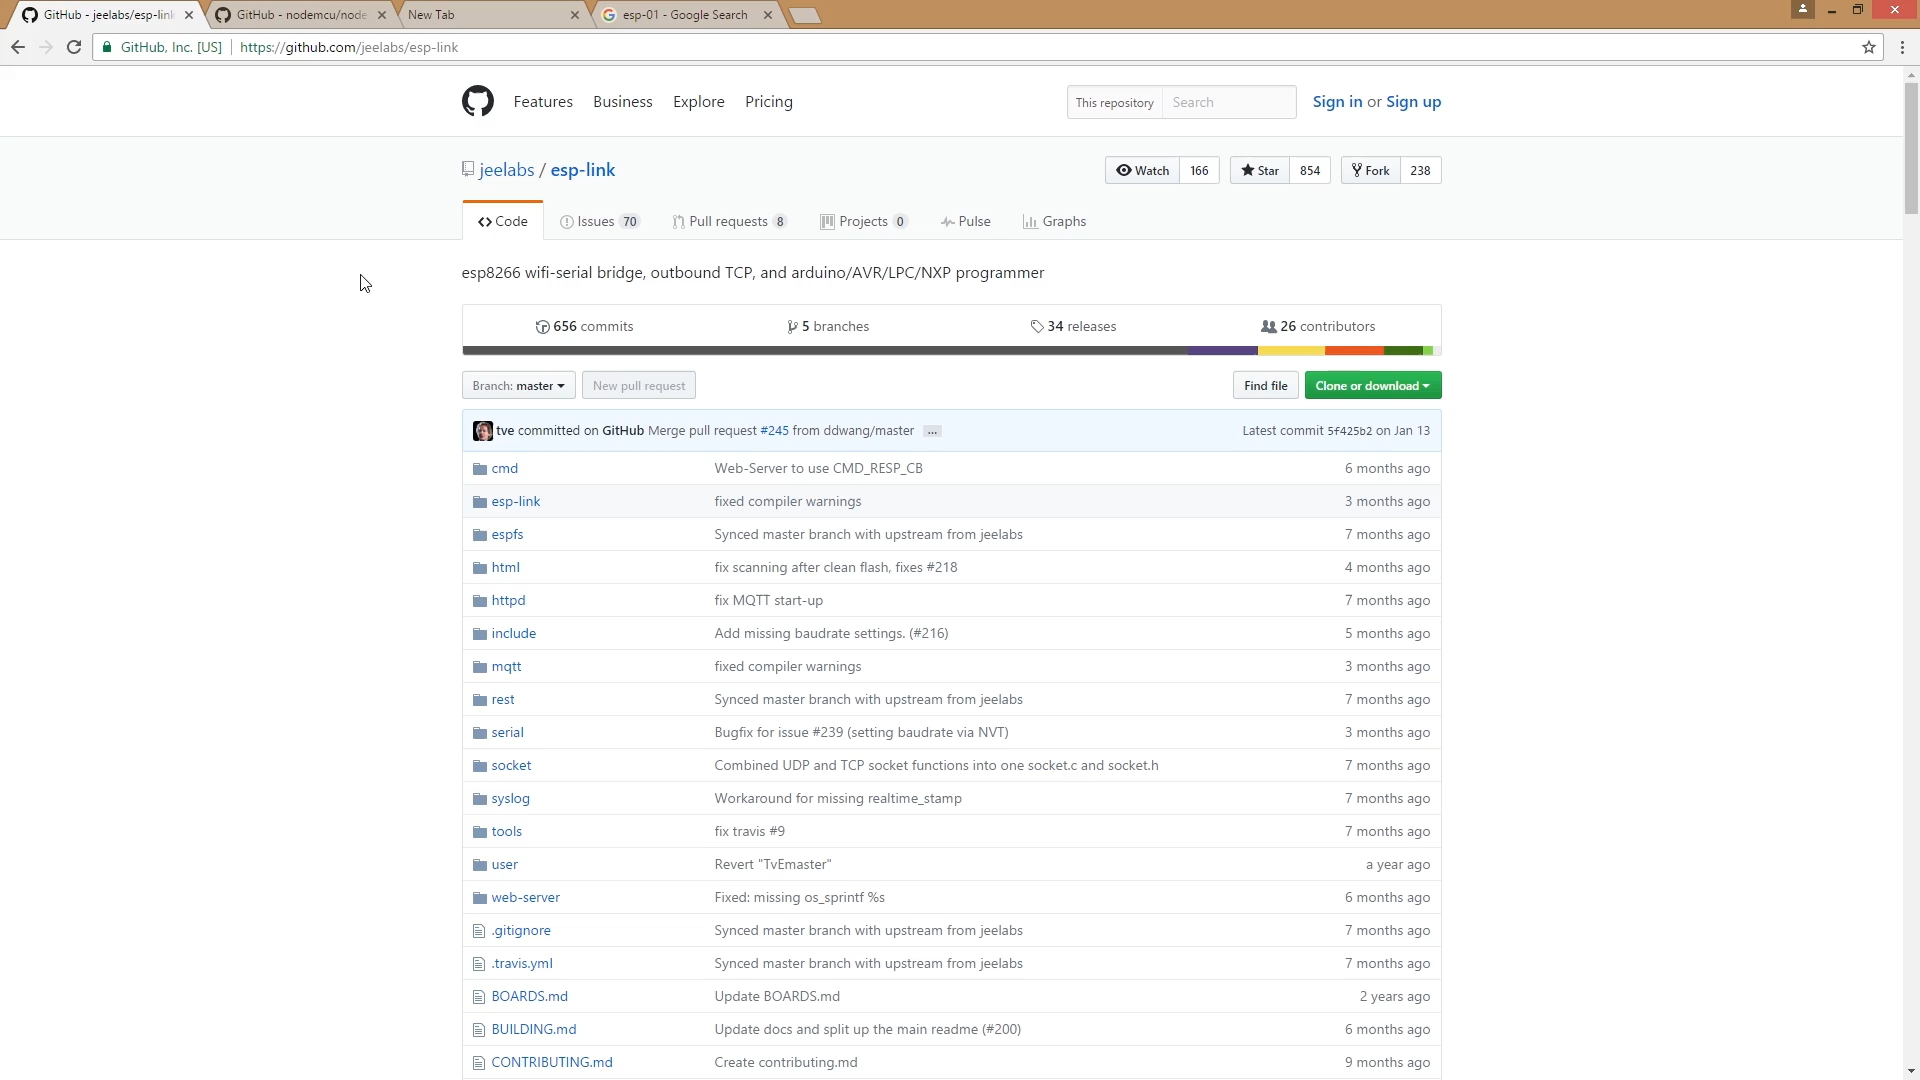 GitHub - jeelabs/esp-link
GitHub - nodemcu/node
New Tab
esp-01 - Google Search
GitHub, Inc. [US]
https://github.com/jeelabs/esp-link
Features Business Explore Pricing
This repository Search
Sign in or Sign up
jeelabs / esp-link
Watch 166 Star 854 Fork 238
Code Issues 70 Pull requests 8 Projects 0 Pulse Graphs
esp8266 wifi-serial bridge, outbound TCP, and arduino/AVR/LPC/NXP programmer
656 commits 5 branches 34 releases 26 contributors
Branch: master New pull request Find file Clone or download
tve committed on GitHub Merge pull request #245 from ddwang/master ... Latest commit 5f425b2 on Jan 13
cmd Web-Server to use CMD_RESP_CB 6 months ago
esp-link fixed compiler warnings 3 months ago
espfs Synced master branch with upstream from jeelabs 7 months ago
html fix scanning after clean flash, fixes #218 4 months ago
httpd fix MQTT start-up 7 months ago
include Add missing baudrate settings. (#216) 5 months ago
mqtt fixed compiler warnings 3 months ago
rest Synced master branch with upstream from jeelabs 7 months ago
serial Bugfix for issue #239 (setting baudrate via NVT) 3 months ago
socket Combined UDP and TCP socket functions into one socket.c and socket.h 7 months ago
syslog Workaround for missing realtime_stamp 7 months ago
tools fix travis #9 7 months ago
user Revert "TvEmaster" a year ago
web-server Fixed: missing os_sprintf %s 6 months ago
.gitignore Synced master branch with upstream from jeelabs 7 months ago
.travis.yml Synced master branch with upstream from jeelabs 7 months ago
BOARDS.md Update BOARDS.md 2 years ago
BUILDING.md Update docs and split up the main readme (#200) 6 months ago
CONTRIBUTING.md Create contributing.md 9 months ago